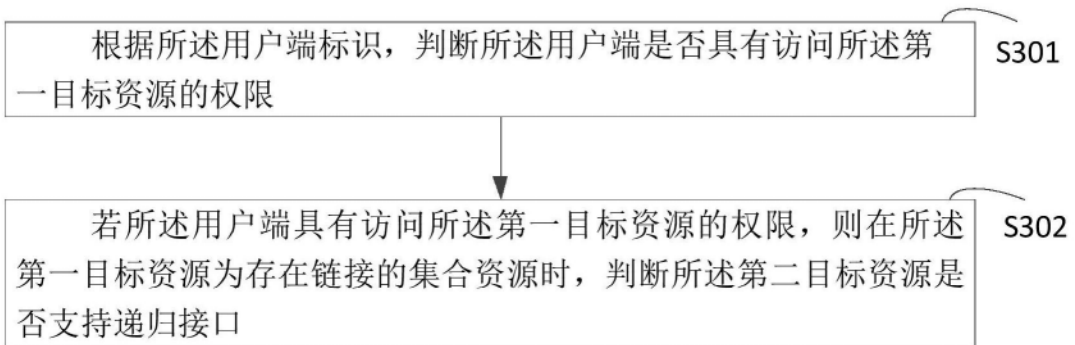 根据所述用户端标识，判断所述用户端是否具有访问所述第
一目标资源的权限
S301
若所述用户端具有访问所述第一目标资源的权限，则在所述
第一目标资源为存在链接的集合资源时，判断所述第二目标资源是
否支持递归接口
S302